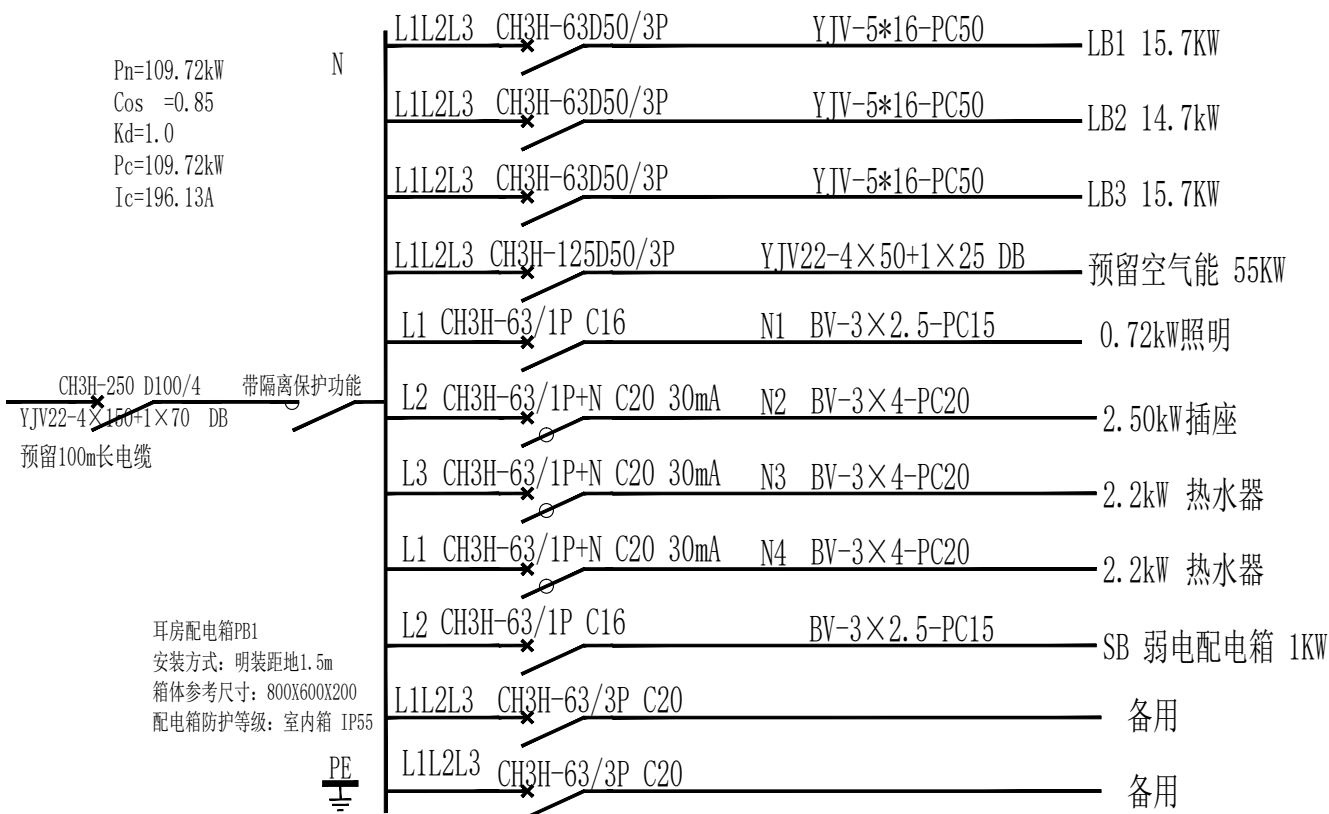 L1L2L3 CH3H-63D50/3P YJV-5*16-PC50 LB1 15.7KW
N
Pn=109.72kW
Cos =0.85
Kd=1.0
Pc=109.72kW
Ic=196.13A
L1L2L3 CH3H-63D50/3P YJV-5*16-PC50 LB2 14.7kW
L1L2L3 CH3H-63D50/3P YJV-5*16-PC50 LB3 15.7KW
L1L2L3 CH3H-125D50/3P YJV22-4×50+1×25 DB 预留空气能 55KW
L1 CH3H-63/1P C16 N1 BV-3×2.5-PC15 0.72kW照明
CH3H-250 D100/4 带隔离保护功能
YJV22-4×150+1×70 DB
预留100m长电缆
L2 CH3H-63/1P+N C20 30mA N2 BV-3×4-PC20 2.50kW插座
L3 CH3H-63/1P+N C20 30mA N3 BV-3×4-PC20 2.2kW 热水器
L1 CH3H-63/1P+N C20 30mA N4 BV-3×4-PC20 2.2kW 热水器
L2 CH3H-63/1P C16 BV-3×2.5-PC15 SB 弱电配电箱 1KW
耳房配电箱PB1
安装方式: 明装距地1.5m
箱体参考尺寸: 800X600X200
配电箱防护等级: 室内箱 IP55
L1L2L3 CH3H-63/3P C20 备用
PE
L1L2L3 CH3H-63/3P C20 备用